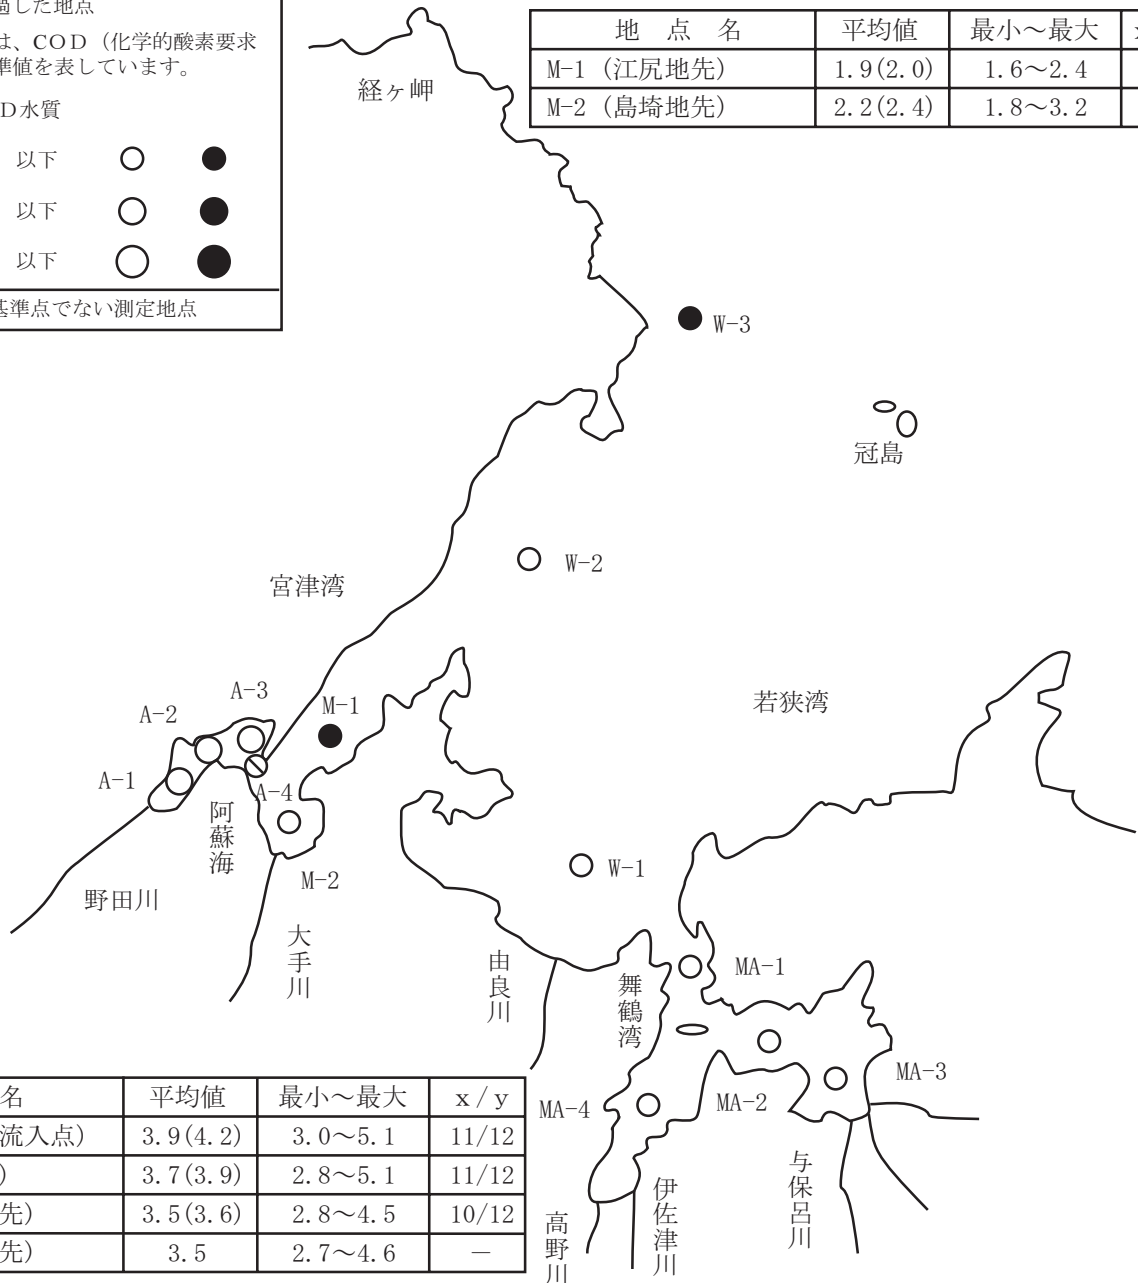 過した地点
は、COD（化学的酸素要求
準値を表しています。
D水質
以下
以下
以下
基準点でない測定地点
地　点　名 平均値 最小～最大
M-1（江尻地先） 1.9(2.0) 1.6～2.4
M-2（島埼地先） 2.2(2.4) 1.8～3.2
経ヶ岬
W-3
冠島
W-2
宮津湾
若狭湾
A-3
M-1
A-2
A-1
A-4
阿蘇海
W-1
M-2
野田川
大手川
由良川
舞鶴湾
MA-1
MA-3
MA-2
MA-4
与保呂川
伊佐津川
高野川
名 平均値 最小～最大 x/y
流入点） 3.9(4.2) 3.0～5.1 11/12
） 3.7(3.9) 2.8～5.1 11/12
先） 3.5(3.6) 2.8～4.5 10/12
先） 3.5 2.7～4.6 －